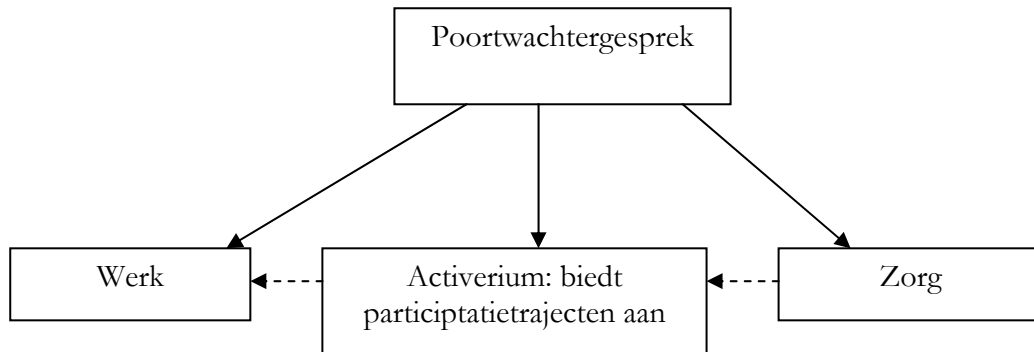 Poortwachtergesprek
Werk
Activerium: biedt
participtatietrajecten aan
Zorg